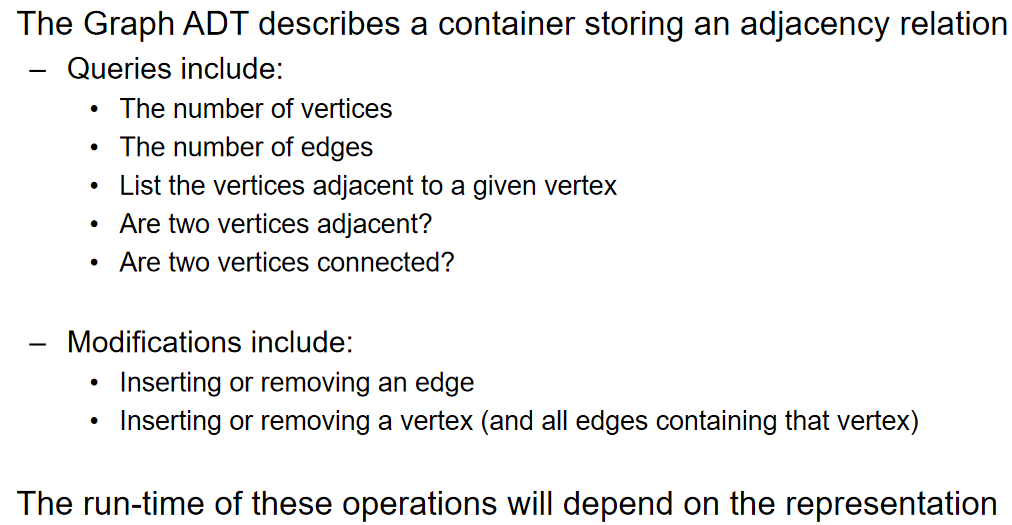 The Graph ADT describes a container storing an adjacency relation
– Queries include:
• The number of vertices
• The number of edges
• List the vertices adjacent to a given vertex
• Are two vertices adjacent?
• Are two vertices connected?
– Modifications include:
• Inserting or removing an edge
• Inserting or removing a vertex (and all edges containing that vertex)
The run-time of these operations will depend on the representation